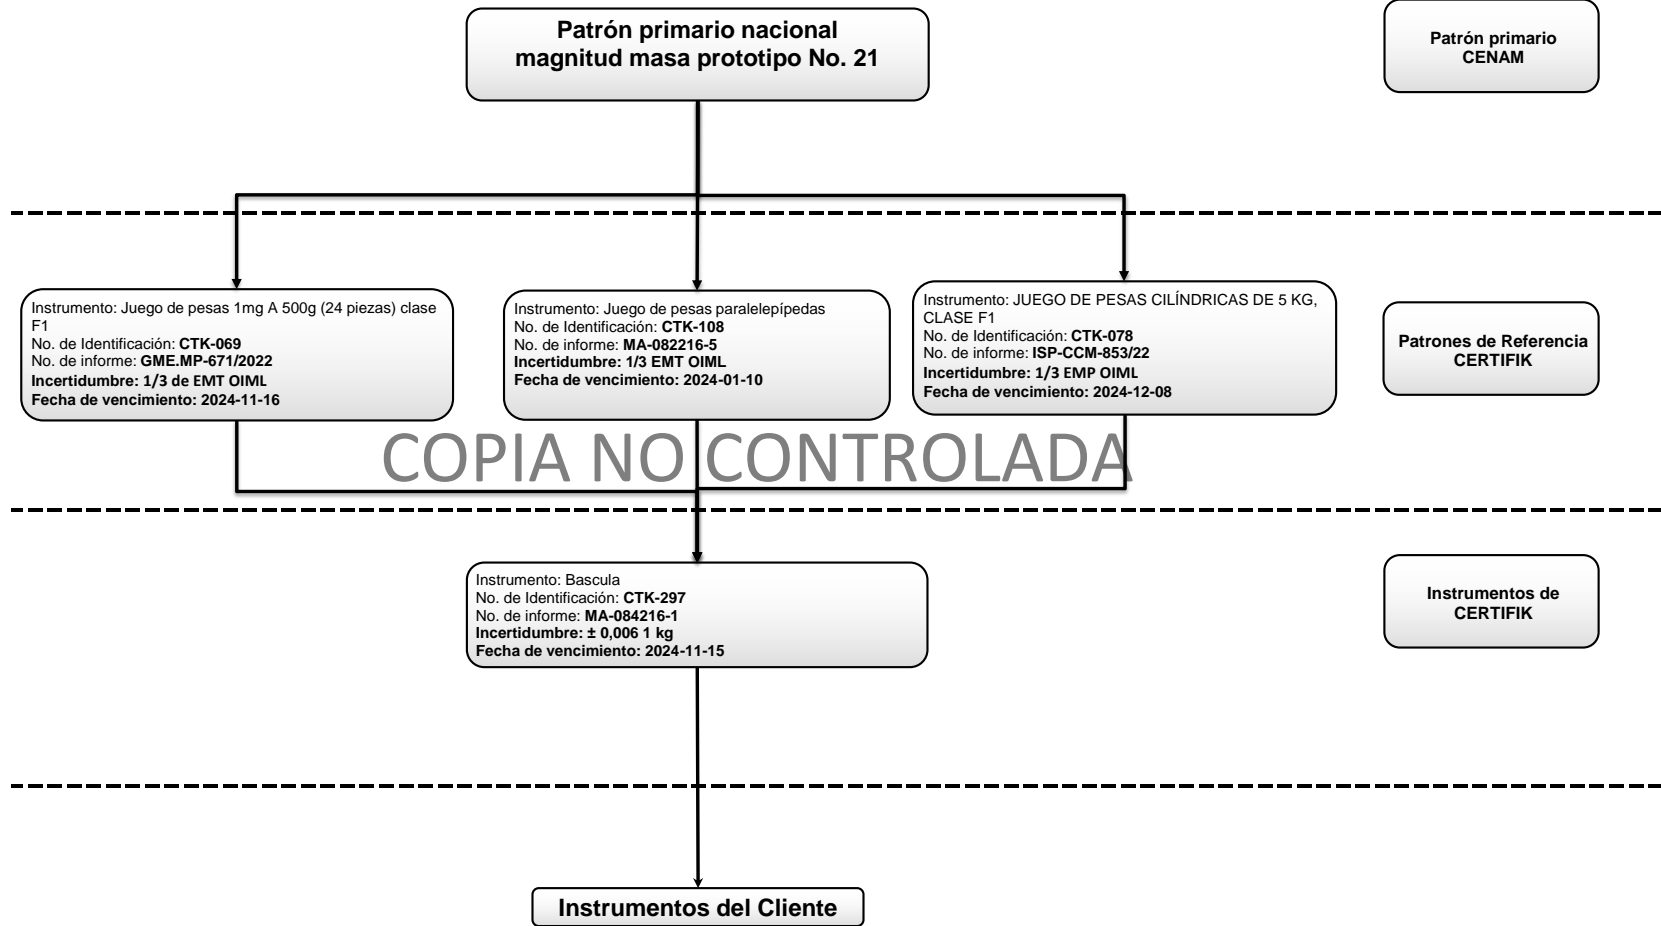 Patrón primario nacional
magnitud masa prototipo No. 21
Patrón primario
CENAM
Instrumento: Juego de pesas 1mg A 500g (24 piezas) clase
F1
No. de Identificación: CTK-069
No. de informe: GME.MP-671/2022
Incertidumbre: 1/3 de EMT OIML
Fecha de vencimiento: 2024-11-16
Instrumento: Juego de pesas paralelepípedas
No. de Identificación: CTK-108
No. de informe: MA-082216-5
Incertidumbre: 1/3 EMT OIML
Fecha de vencimiento: 2024-01-10
Instrumento: JUEGO DE PESAS CILÍNDRICAS DE 5 KG,
CLASE F1
No. de Identificación: CTK-078
No. de informe: ISP-CCM-853/22
Incertidumbre: 1/3 EMP OIML
Fecha de vencimiento: 2024-12-08
Patrones de Referencia
CERTIFIK
COPIA NO CONTROLADA
Instrumento: Bascula
No. de Identificación: CTK-297
No. de informe: MA-084216-1
Incertidumbre: ± 0,006 1 kg
Fecha de vencimiento: 2024-11-15
Instrumentos de
CERTIFIK
Instrumentos del Cliente